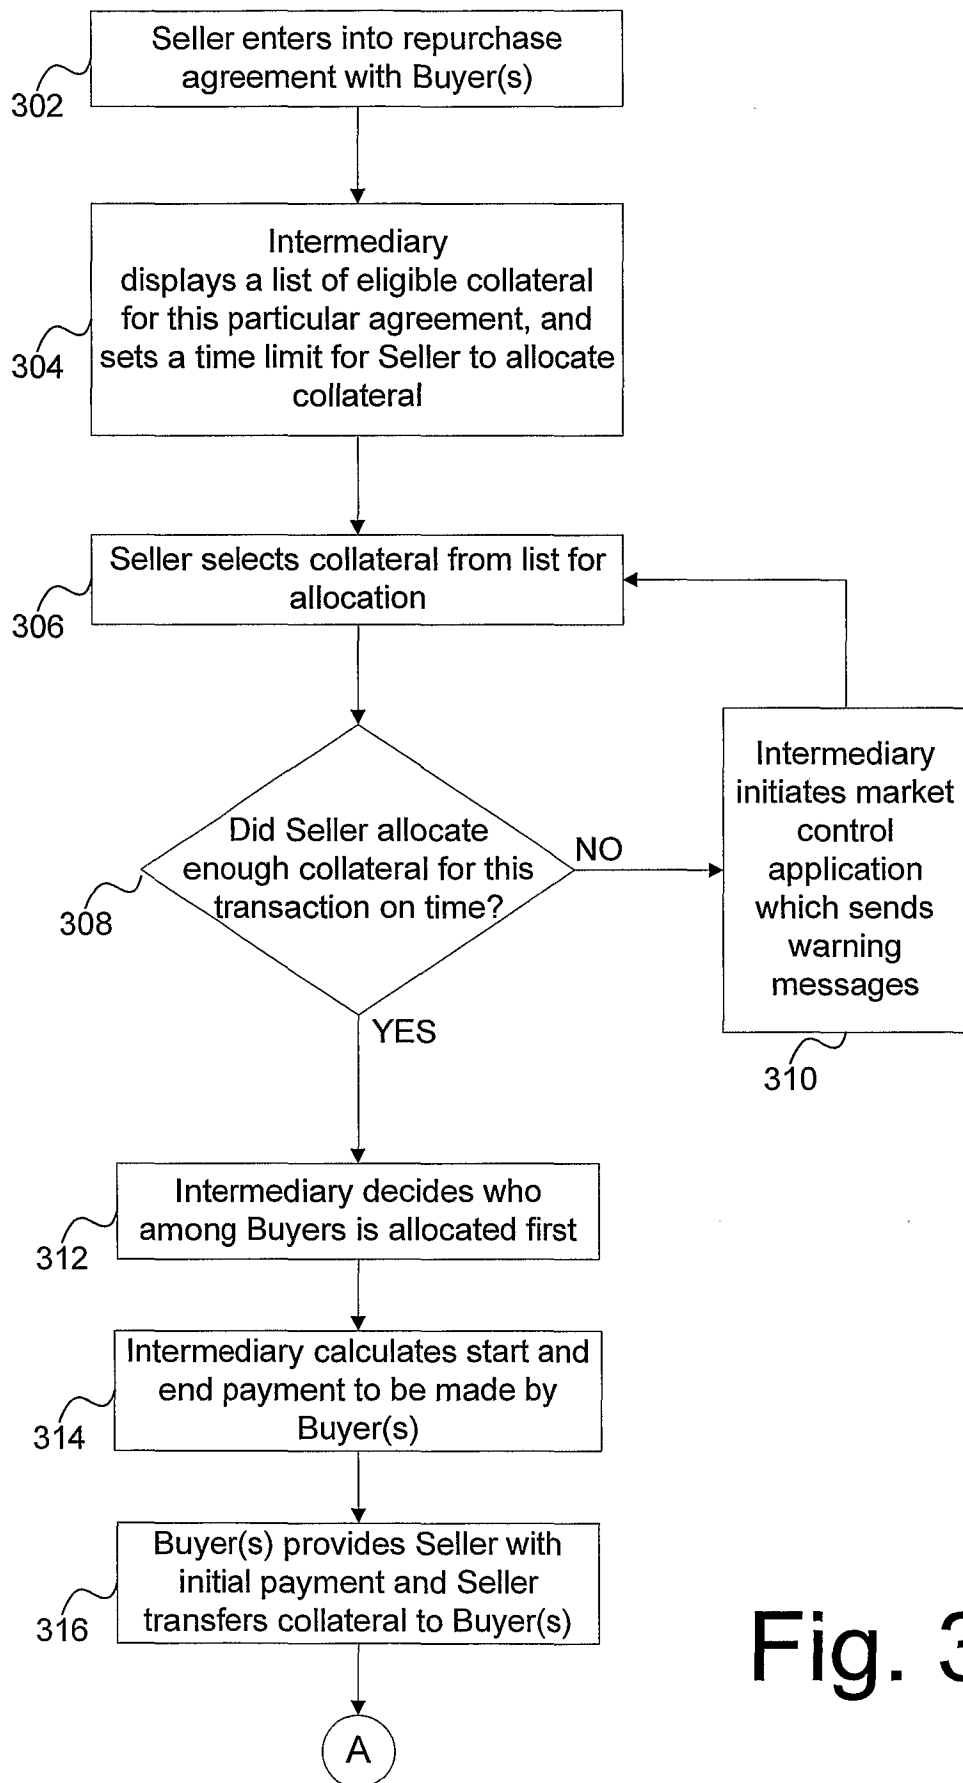 Seller enters into repurchase
agreement with Buyer(s)
302
Intermediary
displays a list of eligible collateral
for this particular agreement, and
sets a time limit for Seller to allocate
collateral
304
Seller selects collateral from list for
allocation
306
Did Seller allocate
enough collateral for this
transaction on time?
308
NO
Intermediary
initiates market
control
application
which sends
warning
messages
310
YES
Intermediary decides who
among Buyers is allocated first
312
Intermediary calculates start and
end payment to be made by
Buyer(s)
314
Buyer(s) provides Seller with
initial payment and Seller
transfers collateral to Buyer(s)
316
Fig. 3
A